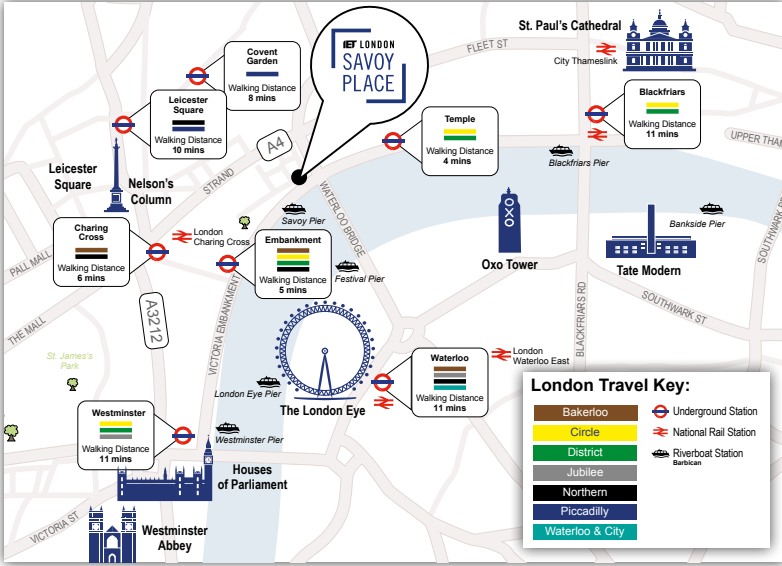 IET LONDON
SAVOY
PLACE
St. Paul's Cathedral
City Thameslink
FLEET ST
Covent
Garden
Walking Distance
8 mins
Leicester
Square
Walking Distance
10 mins
Blackfriars
Walking Distance
11 mins
Temple
Walking Distance
4 mins
A4
UPPER THAM
Blackfriars Pier
Leicester
Square
Nelson's
Column
STRAND
WATERLOO BRIDGE
Savoy Pier
OXO
Bankside Pier
SOUTHWARK
Charing
Cross
Walking Distance
6 mins
London
Charing Cross
Embankment
Walking Distance
5 mins
Festival Pier
Oxo Tower
Tate Modern
PALL MALL
THE MALL
A3212
VICTORIA EMBANKMENT
BLACKFRIARS RD
SOUTHWARK ST
St. James's
Park
London Eye Pier
The London Eye
Waterloo
Walking Distance
11 mins
London
Waterloo East
Westminster
Walking Distance
11 mins
Westminster Pier
Houses
of Parliament
VICTORIA ST
Westminster
Abbey
London Travel Key:
Bakerloo
Circle
District
Jubilee
Northern
Piccadilly
Waterloo & City
Underground Station
National Rail Station
Riverboat Station
Barbican